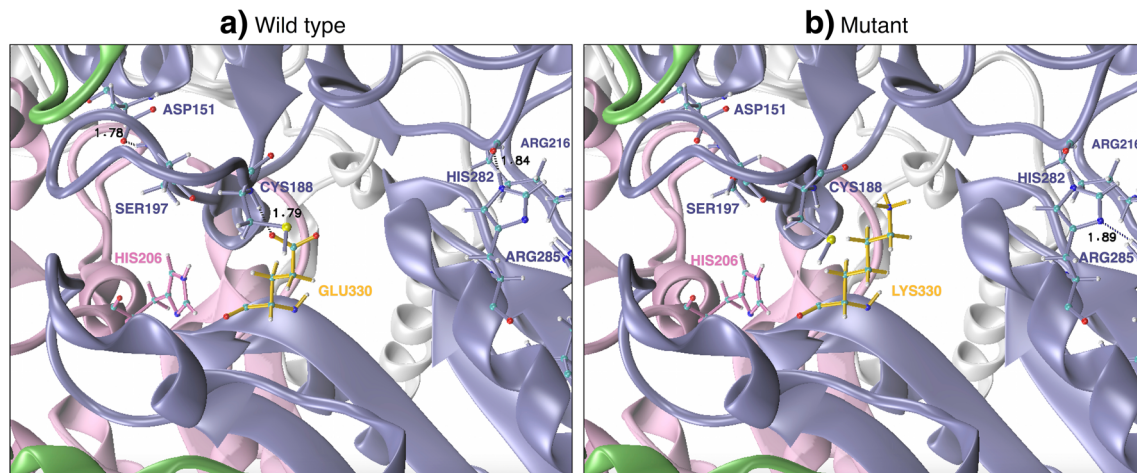 a) Wild type
ASP151
1.78
ARG216
1.84
HIS282
CYS188
SER197
1.79
HIS206
ARG285
GLU330
b) Mutant
ASP151
ARG216
HIS282
CYS188
SER197
1.89
HIS206
ARG285
LYS330